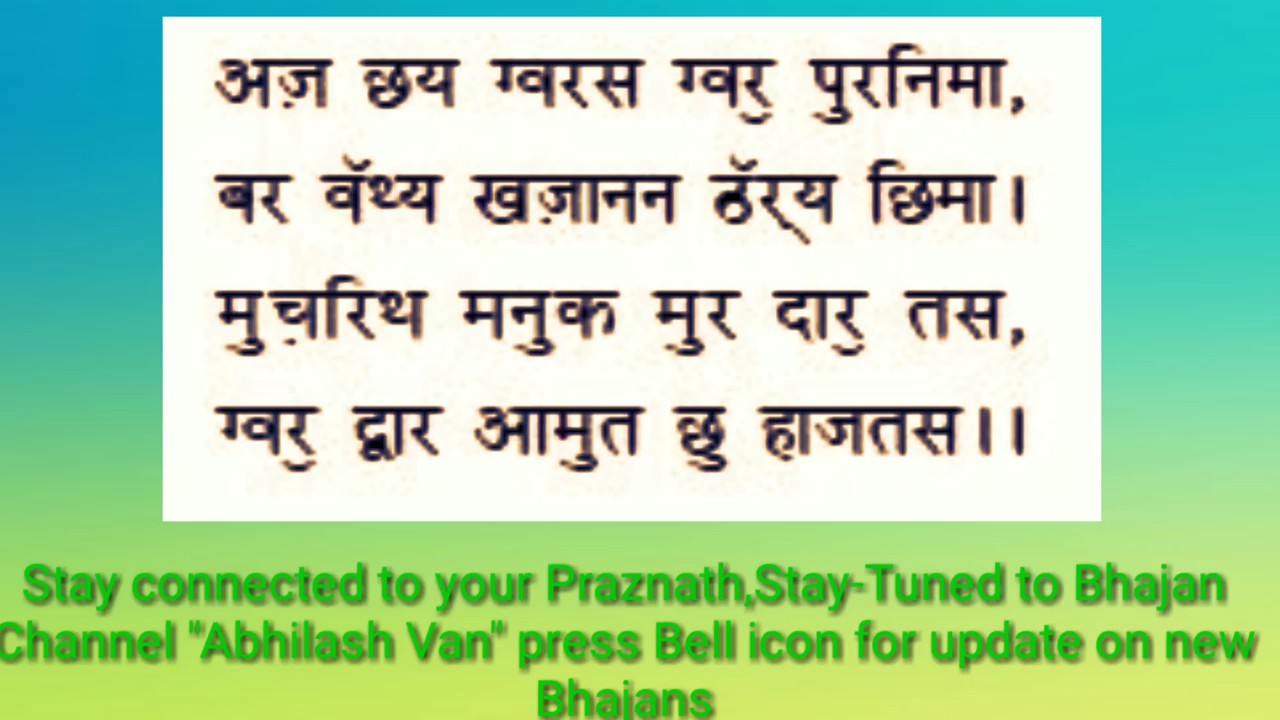 अज़ छय ग्वरस ग्वरॖ पुरनिमा,
बर वॅथ्य खज़ानन ठॅर्‍य छिमा।
मुच़रिथ मनुक मुर दारॖ तस,
ग्वरॖ द्वार आमुत छु हाजतस।।
Stay connected to your Praznath,Stay-Tuned to Bhajan
Channel "Abhilash Van" press Bell icon for update on new
Bhajans